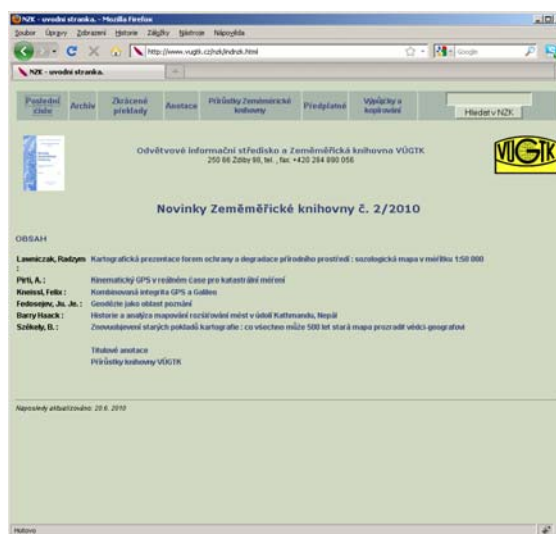 NZK - uvodní stranka. - Mozilla Firefox
Soubor Úpravy Zobrazení Historie Záložky Nástroje Nápověda
http://www.vugtk.cz/nzk/indnzk.html
Google
NZK - uvodní stranka.
Poslední číslo Archiv Zkrácené překlady Anotace Přírůstky Zeměměřické knihovny Předplatné Výpůjčky a kopírování Hledat v NZK
Odvětvové informační středisko a Zeměměřická knihovna VÚGTK
250 66 Zdiby 98, tel. , fax: +420 284 890 056
VÚGTK
Novinky Zeměměřické knihovny č. 2/2010
OBSAH
Lawniczak, Radzym : Kartografická prezentace forem ochrany a degradace přírodního prostředí : sozologická mapa v měřítku 1:50 000
Pirti, A. : Kinematický GPS v reálném čase pro katastrální měření
Kneissl, Felix : Kombinovaná integrita GPS a Galileo
Fedosejev, Ju. Je. : Geodézie jako oblast poznání
Barry Haack : Historie a analýza mapování rozšiřování měst v údolí Kathmandu, Nepál
Székely, B. : Znovuobjevení starých pokladů kartografie : co všechno může 500 let stará mapa prozradit vědci-geografovi
Titulové anotace
Přírůstky knihovny VÚGTK
Naposledy aktualizováno: 20.6. 2010
Hotovo